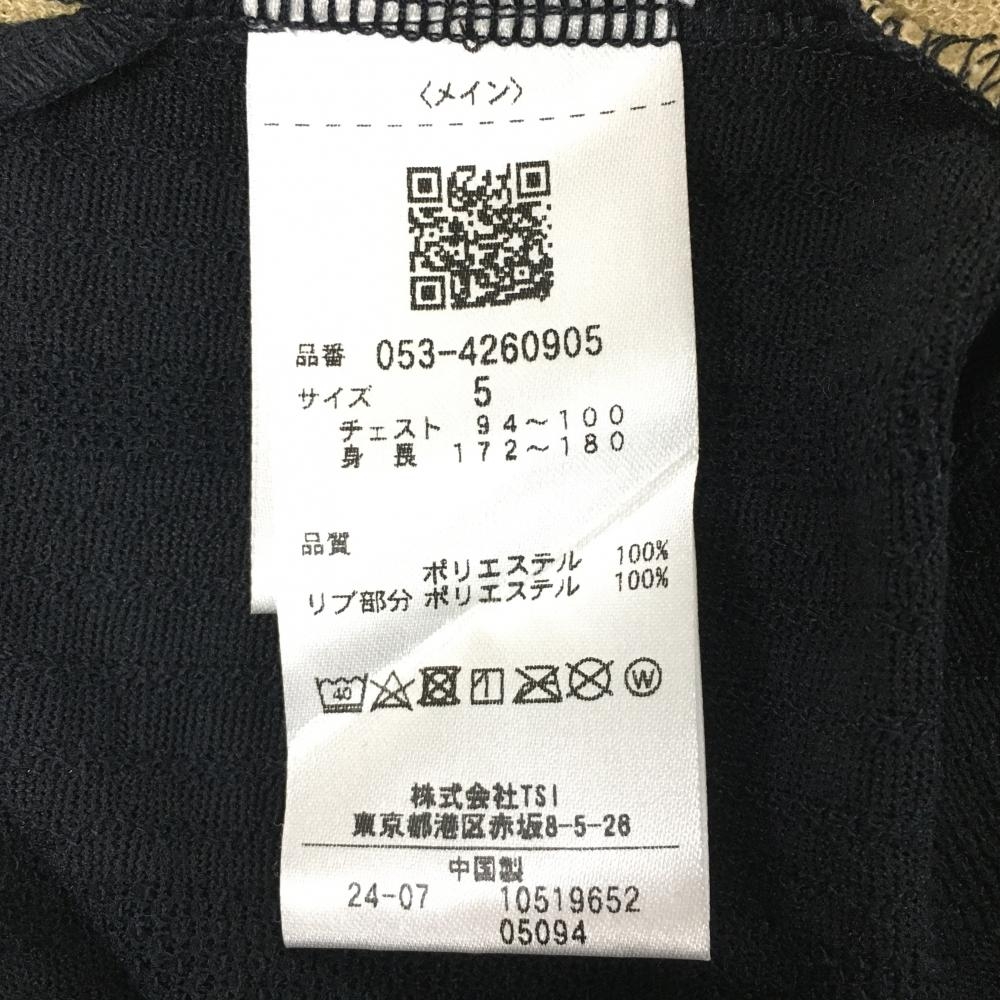 〈メイン〉
品番 053-4260905
サイズ 5
チェスト 94～100
身長 172～180
品質
ポリエステル 100%
リブ部分 ポリエステル 100%
40 1 W
株式会社TSI
東京都港区赤坂8-5-26
中国製
24-07 10519652
05094